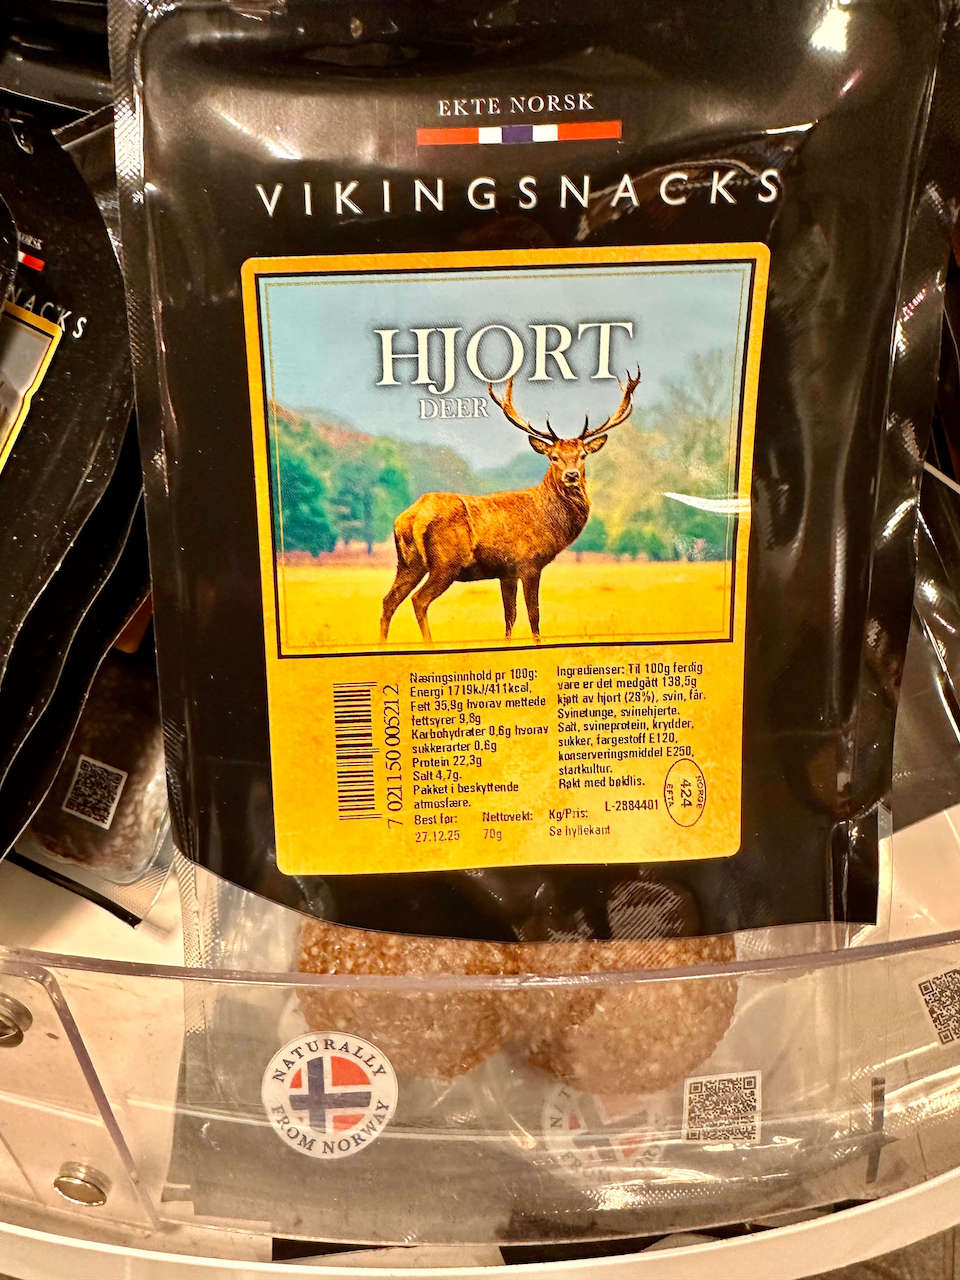 EKTE NORSK
VIKINGSNACKS
HJORT
DEER
Næringsinnhold pr 100g:
Energi 1719kJ/411kcal,
Fett 35,9g hvorav mettede
fettsyrer 9,8g
Karbohydrater 0,6g hvorav
sukkerarter 0,6g
Protein 22,3g
Salt 4,7g.
Pakket i beskyttende
atmosfære.
Best før:
27.12.25
Nettovekt:
70g
Ingredienser: Til 100g ferdig
vare er det medgått 138,5g
kjøtt av hjort (28%), svin, får.
Svinetunge, svinehjerte.
Salt, svineprotein, krydder,
sukker, fargestoff E120,
konserveringsmiddel E250,
startkultur.
Røkt med bøkflis.
Kg/Pris:
Se hyllekant
L-2884401
NORGE
424
EFTA
7 021150 005212
NORSK
NACKS
NATURALLY
FROM NORWAY